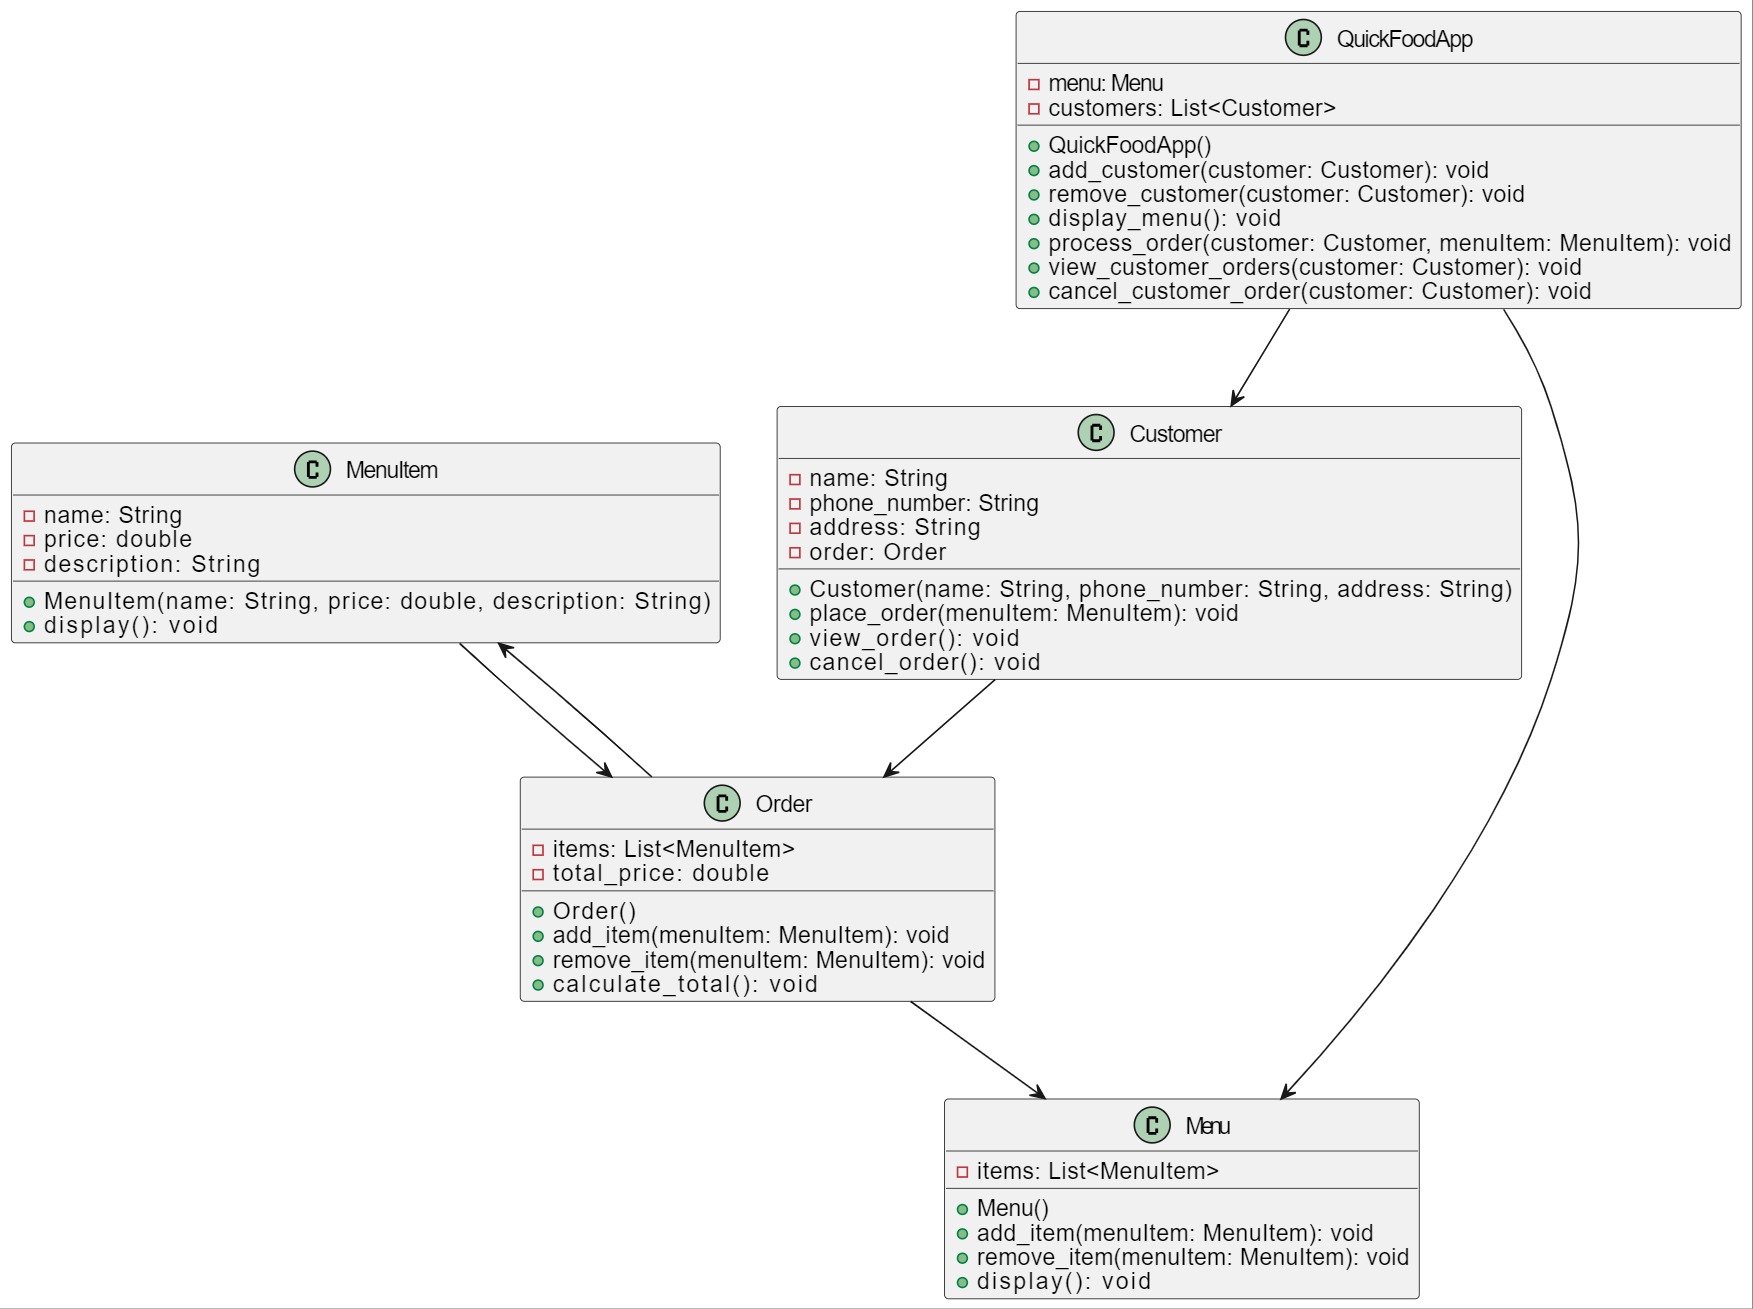 C QuickFoodApp
menu: Menu
customers: List<Customer>
QuickFoodApp()
add_customer(customer: Customer): void
remove_customer(customer: Customer): void
display_menu(): void
process_order(customer: Customer, menuItem: MenuItem): void
view_customer_orders(customer: Customer): void
cancel_customer_order(customer: Customer): void
C Customer
name: String
phone_number: String
address: String
order: Order
Customer(name: String, phone_number: String, address: String)
place_order(menuItem: MenuItem): void
view_order(): void
cancel_order(): void
C MenuItem
name: String
price: double
description: String
MenuItem(name: String, price: double, description: String)
display(): void
C Order
items: List<MenuItem>
total_price: double
Order()
add_item(menuItem: MenuItem): void
remove_item(menuItem: MenuItem): void
calculate_total(): void
C Menu
items: List<MenuItem>
Menu()
add_item(menuItem: MenuItem): void
remove_item(menuItem: MenuItem): void
display(): void